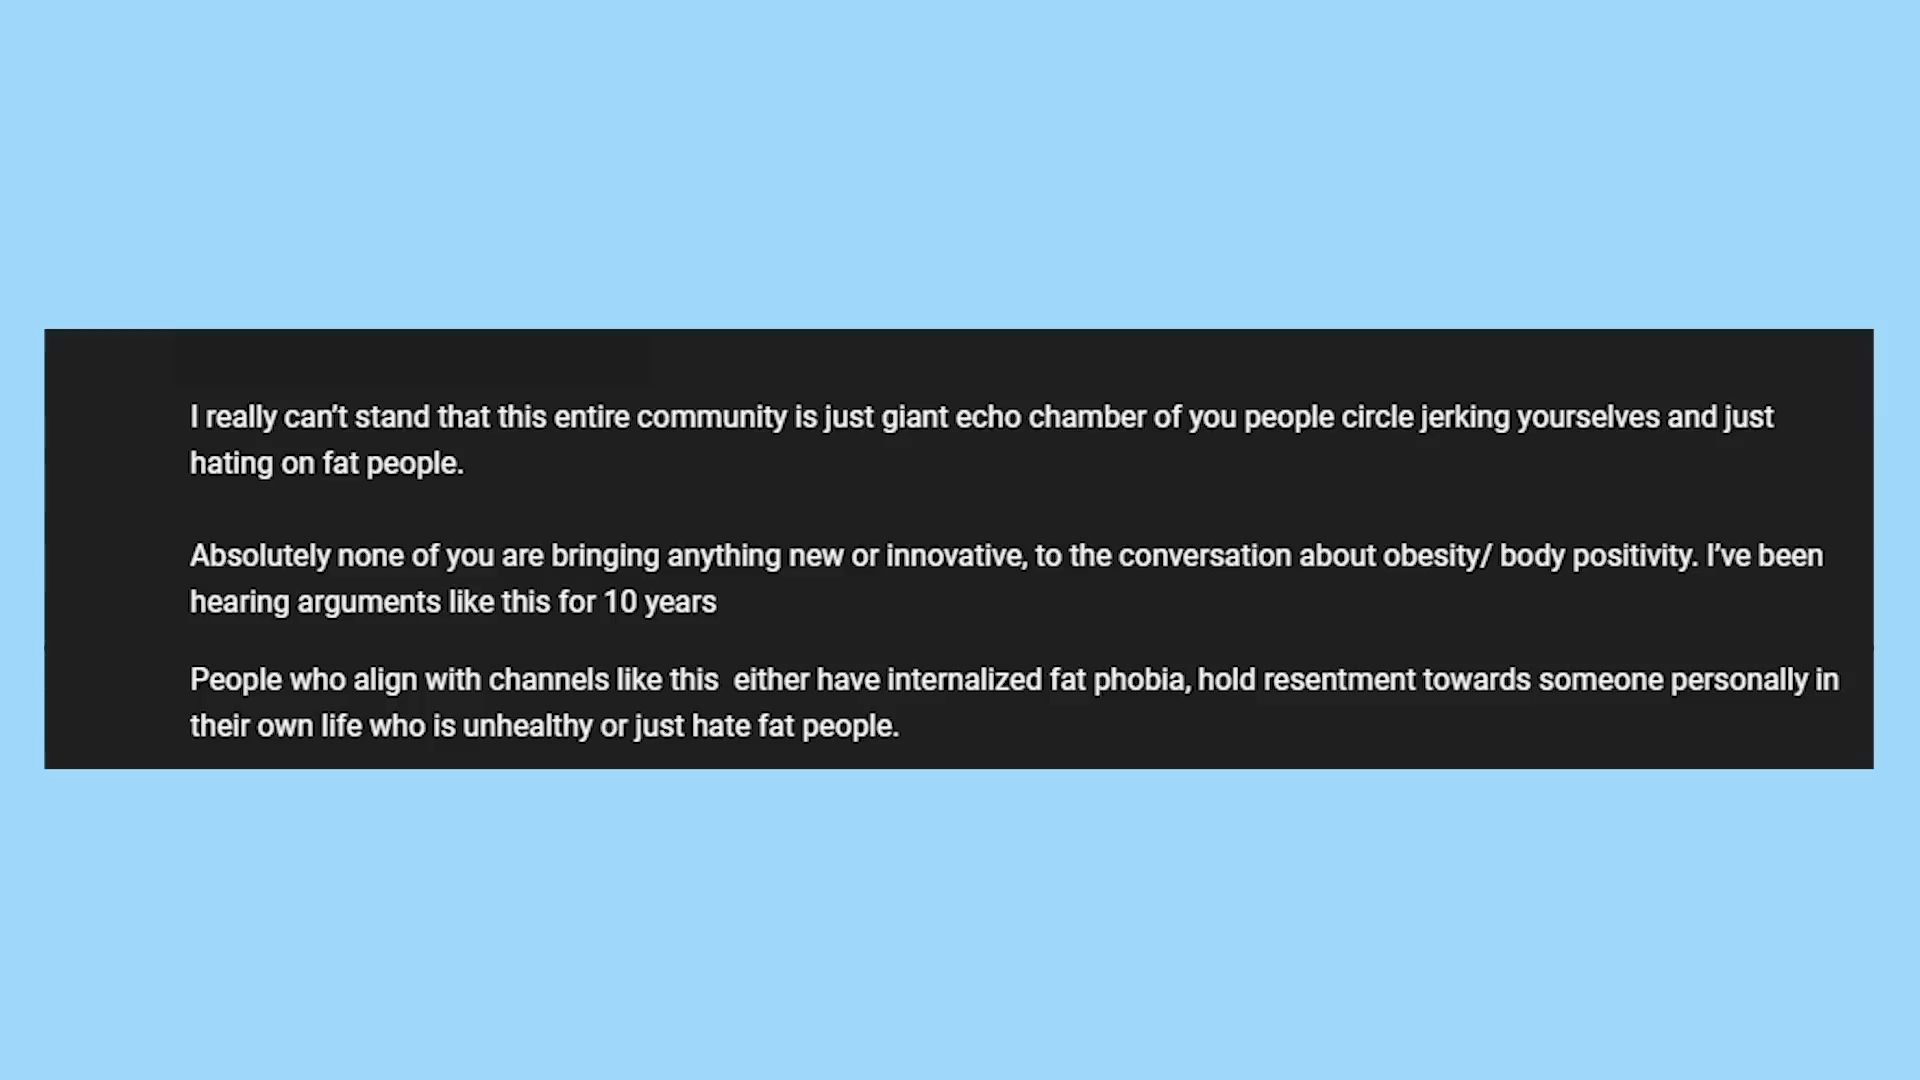 I really can’t stand that this entire community is just giant echo chamber of you people circle jerking yourselves and just
hating on fat people.
Absolutely none of you are bringing anything new or innovative, to the conversation about obesity/ body positivity. I’ve been
hearing arguments like this for 10 years
People who align with channels like this  either have internalized fat phobia, hold resentment towards someone personally in
their own life who is unhealthy or just hate fat people.